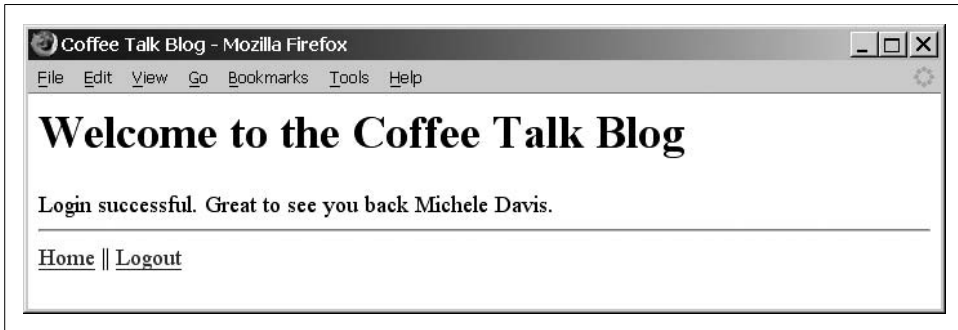 Coffee Talk Blog - Mozilla Firefox
File Edit View Go Bookmarks Tools Help
Welcome to the Coffee Talk Blog
Login successful. Great to see you back Michele Davis.
Home || Logout